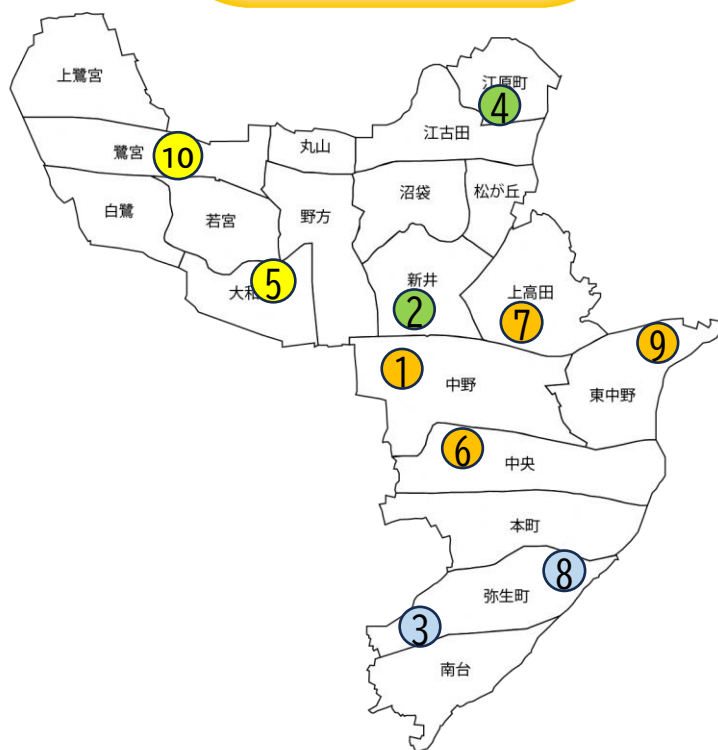 上鷺宮
江原町
4
江古田
丸山
鷺宮
10
沼袋
松が丘
白鷺
若宮
野方
新井
大和
5
上高田
2
7
9
1
中野
東中野
6
中央
本町
8
弥生町
3
南台